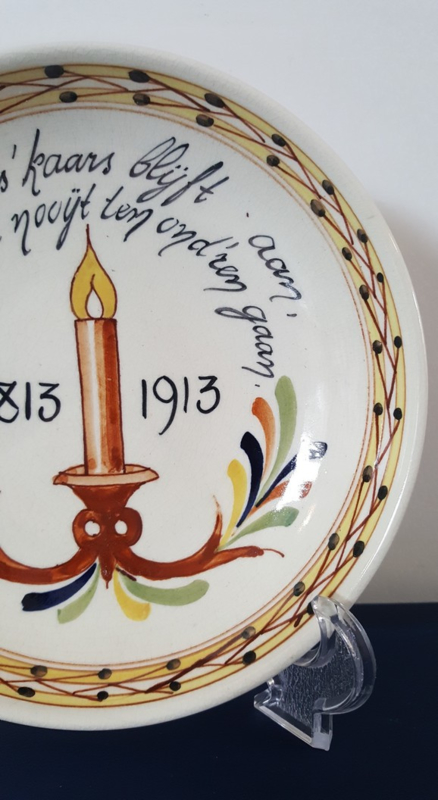 s' kaars blijft aan.
nooijt ten ond'ren gaan.
813 1913